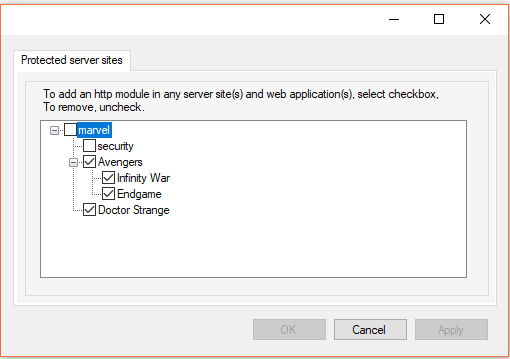 Protected server sites
To add an http module in any server site(s) and web application(s), select checkbox,
To remove, uncheck.
marvel
security
Avengers
Infinity War
Endgame
Doctor Strange
OK
Cancel
Apply